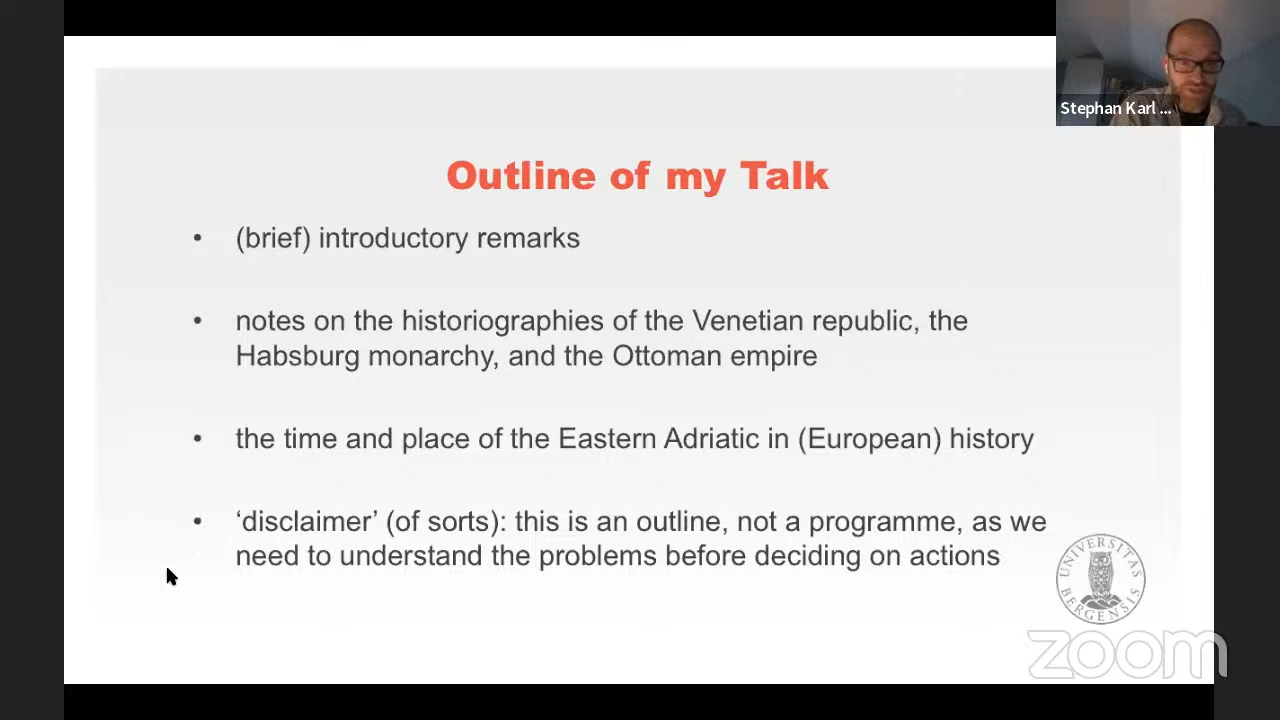 Stephan Karl ...
Outline of my Talk
• (brief) introductory remarks
• notes on the historiographies of the Venetian republic, the
Habsburg monarchy, and the Ottoman empire
• the time and place of the Eastern Adriatic in (European) history
• ‘disclaimer’ (of sorts): this is an outline, not a programme, as we
need to understand the problems before deciding on actions
UNIVERSITAS
BERGENSIS
zoom